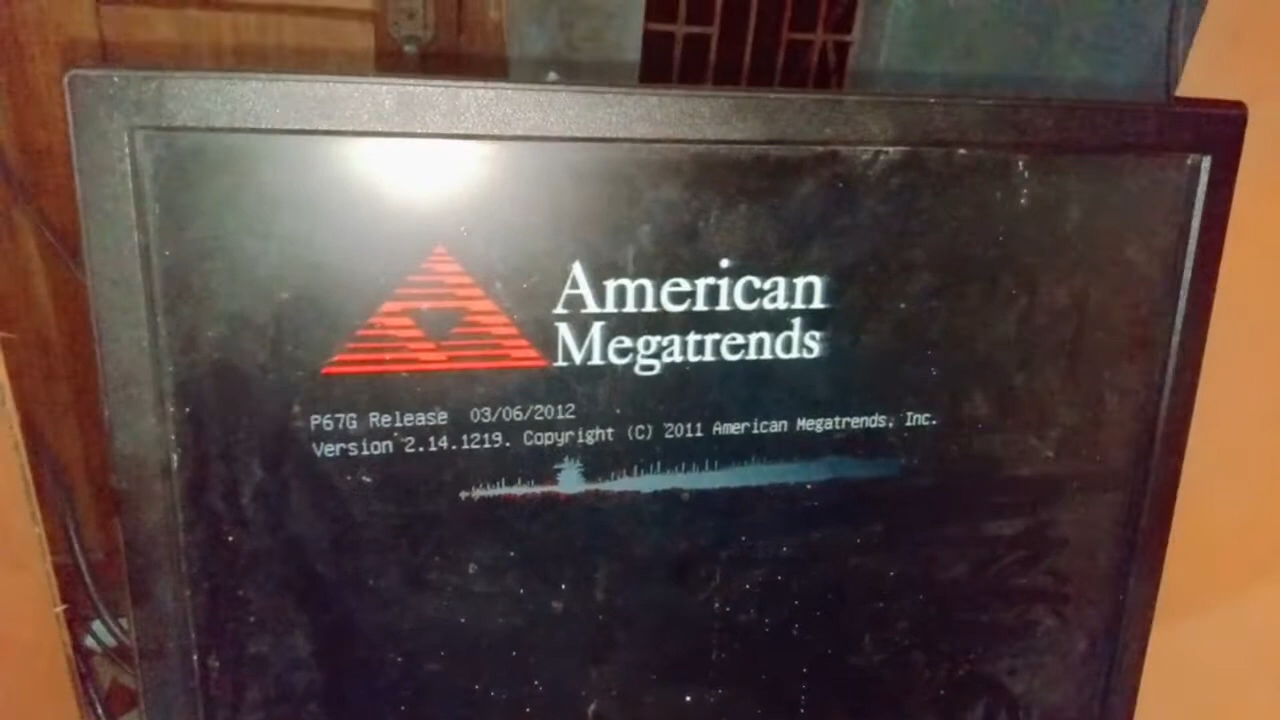 American
Megatrends
P67G Release 03/06/2012
Version 2.14.1219. Copyright (C) 2011 American Megatrends, Inc.